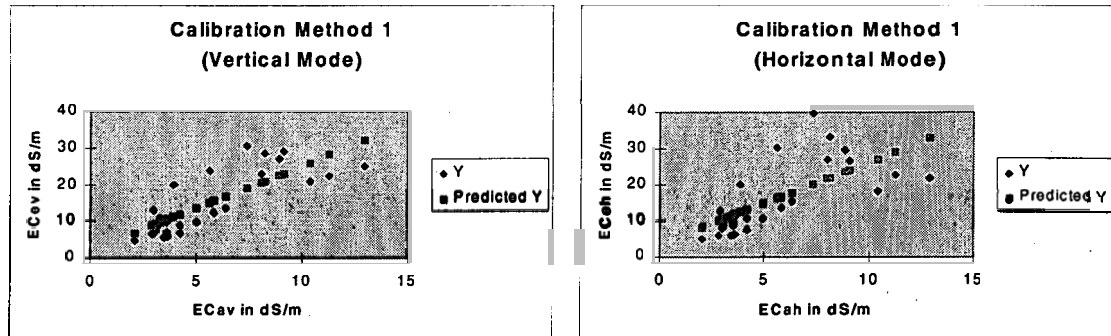 Calibration Method 1
(Vertical Mode)
ECev in dS/m
40
30
20
10
0
0
5
10
15
ECav in dS/m
Y
Predicted Y
Calibration Method 1
(Horizontal Mode)
ECeh in dS/m
40
30
20
10
0
0
5
10
15
ECah in dS/m
Y
Predicted Y